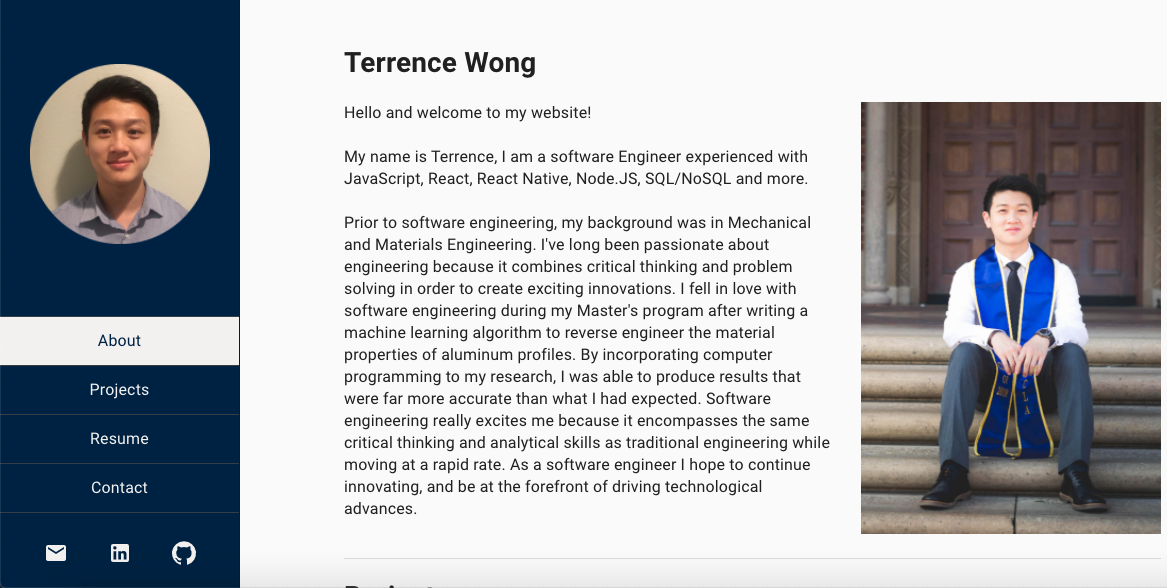 Terrence Wong
Hello and welcome to my website!
My name is Terrence, I am a software Engineer experienced with
JavaScript, React, React Native, Node.JS, SQL/NoSQL and more.
Prior to software engineering, my background was in Mechanical
and Materials Engineering. I've long been passionate about
engineering because it combines critical thinking and problem
solving in order to create exciting innovations. I fell in love with
software engineering during my Master's program after writing a
machine learning algorithm to reverse engineer the material
properties of aluminum profiles. By incorporating computer
programming to my research, I was able to produce results that
were far more accurate than what I had expected. Software
engineering really excites me because it encompasses the same
critical thinking and analytical skills as traditional engineering while
moving at a rapid rate. As a software engineer I hope to continue
innovating, and be at the forefront of driving technological
advances.
About
Projects
Resume
Contact
in